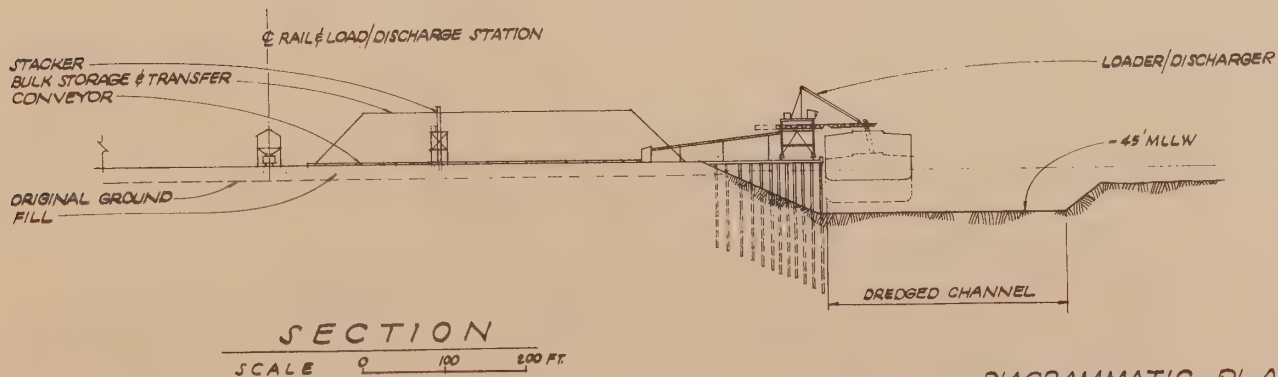 ℄ RAIL & LOAD/DISCHARGE STATION
STACKER
BULK STORAGE & TRANSFER
CONVEYOR
LOADER/DISCHARGER
-45' MLLW
ORIGINAL GROUND
FILL
DREDGED CHANNEL
SECTION
SCALE 0 100 200 FT.
DIAGRAMMATIC